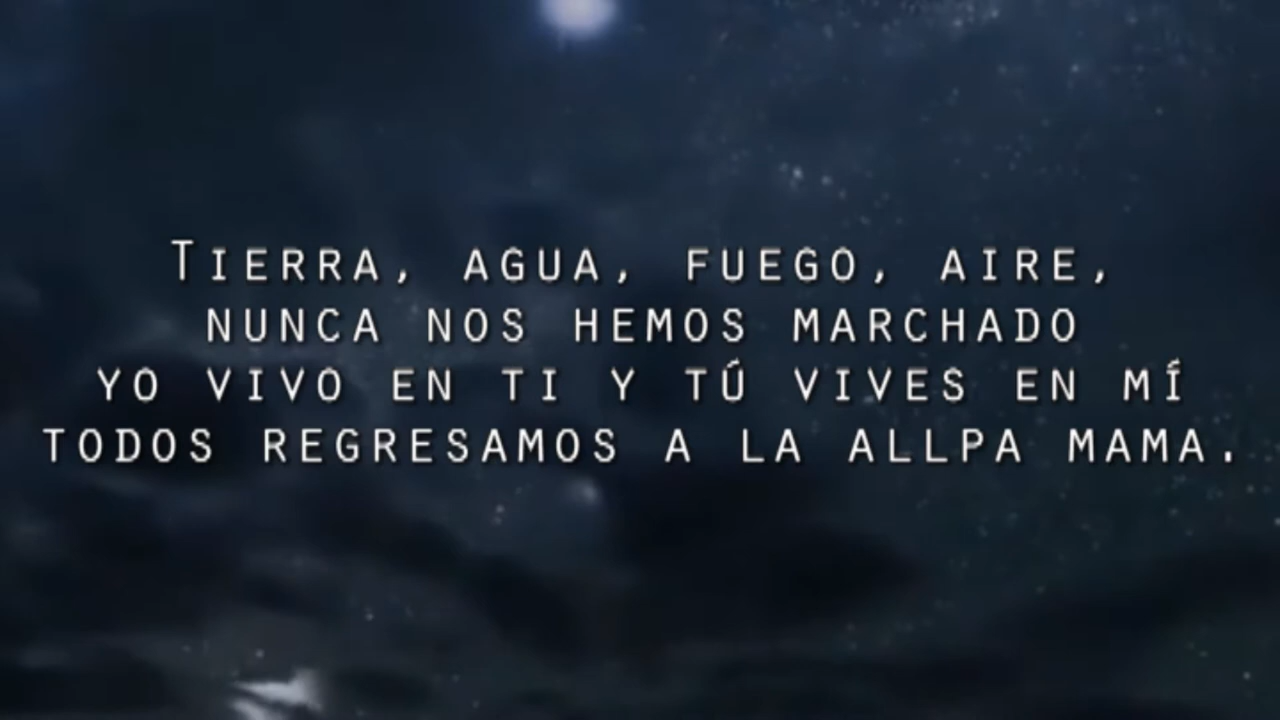 Tierra, agua, fuego, aire,
nunca nos hemos marchado
yo vivo en ti y tú vives en mí
todos regresamos a la allpa mama.